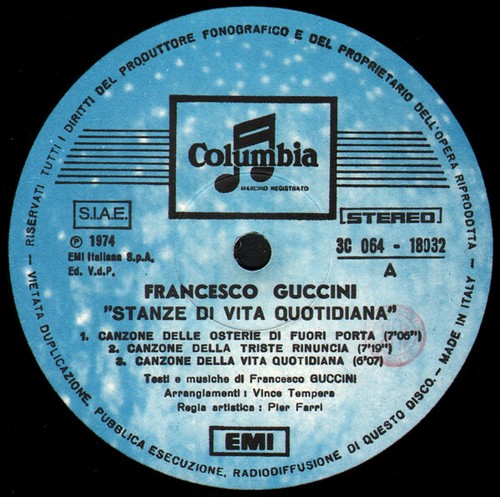 RISERVATI TUTTI I DIRITTI DEL PRODUTTORE FONOGRAFICO E DEL PROPRIETARIO DELL'OPERA RIPRODOTTA
Columbia
MARCHIO REGISTRATO
S.I.A.E.
STEREO
℗ 1974
EMI Italiana S.p.A.
Ed. V.d.P.
3C 064 - 18032
A
FRANCESCO GUCCINI
"STANZE DI VITA QUOTIDIANA"
1. CANZONE DELLE OSTERIE DI FUORI PORTA (7'06")
2. CANZONE DELLA TRISTE RINUNCIA (7'19")
3. CANZONE DELLA VITA QUOTIDIANA (6'07)
Testi e musiche di Francesco GUCCINI
Arrangiamenti : Vince Tempera
Regia artistica : Pier Farri
EMI
VIETATA DUPLICAZIONE, PUBBLICA ESECUZIONE, RADIODIFFUSIONE DI QUESTO DISCO. - MADE IN ITALY -